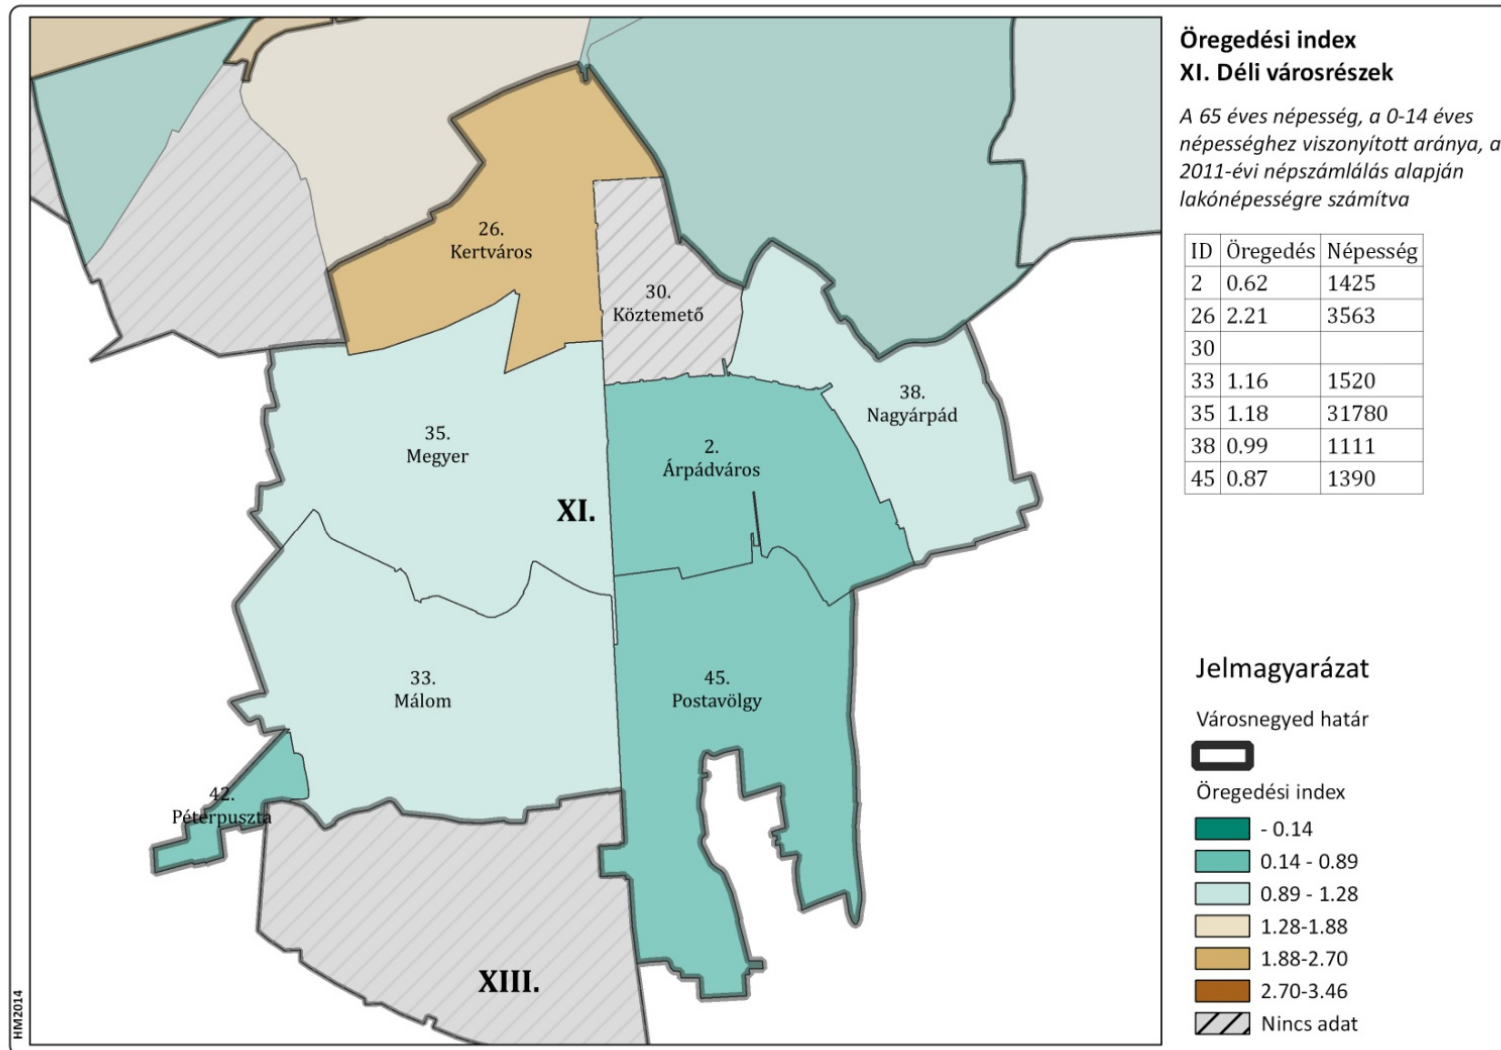 Öregedési index
XI. Déli városrészek
A 65 éves népesség, a 0-14 éves
népességhez viszonyított aránya, a
2011-évi népszámlálás alapján
lakónépességre számítva
ID Öregedés Népesség
2 0.62 1425
26 2.21 3563
30
33 1.16 1520
35 1.18 31780
38 0.99 1111
45 0.87 1390
26.
Kertváros
30.
Köztemető
38.
Nagyárpád
35.
Megyer
2.
Árpádváros
XI.
33.
Málom
45.
Postavölgy
42.
Péterpuszta
XIII.
Jelmagyarázat
Városnegyed határ
Öregedési index
- 0.14
0.14 - 0.89
0.89 - 1.28
1.28-1.88
1.88-2.70
2.70-3.46
Nincs adat
HM2014